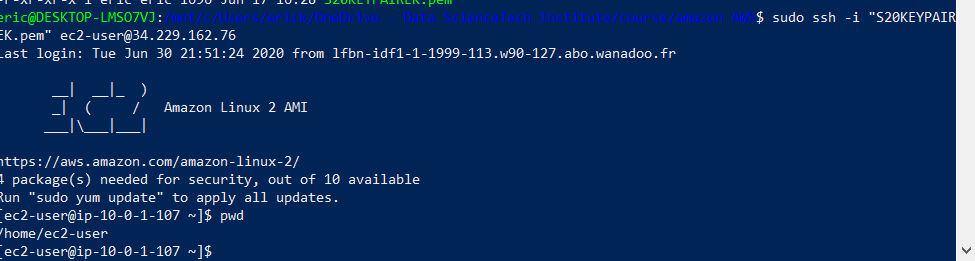 1 eric eric 1696 Jun 17 16:28 S20KEYPAIREK.pem
eric@DESKTOP-LMSO7VJ:/mnt/c/Users/erick/OneDrive - Data ScienceTech Institute/course/amazon AWS$ sudo ssh -i "S20KEYPAIR
EK.pem" ec2-user@34.229.162.76
Last login: Tue Jun 30 21:51:24 2020 from lfbn-idf1-1-1999-113.w90-127.abo.wanadoo.fr
__|  __|_  )
_|  (     /   Amazon Linux 2 AMI
___|\___|___|
https://aws.amazon.com/amazon-linux-2/
4 package(s) needed for security, out of 10 available
Run "sudo yum update" to apply all updates.
[ec2-user@ip-10-0-1-107 ~]$ pwd
/home/ec2-user
[ec2-user@ip-10-0-1-107 ~]$